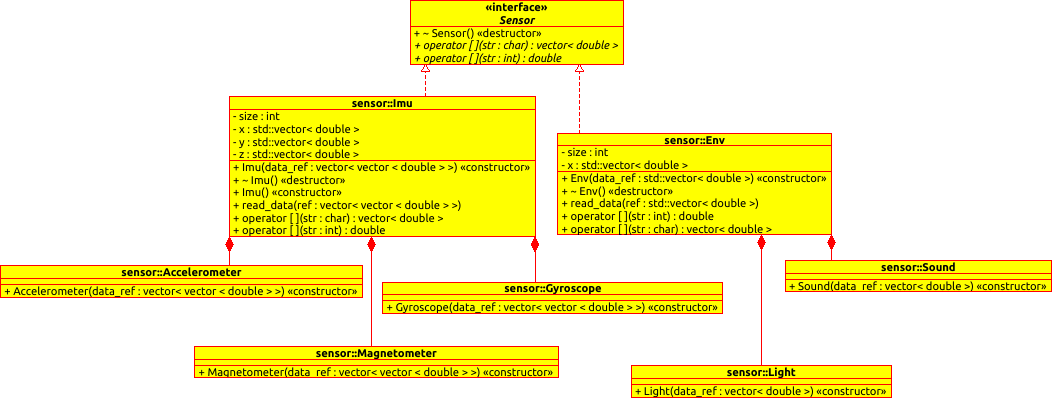 «interface»
Sensor
+ ~ Sensor() «destructor»
+ operator [ ](str : char) : vector< double >
+ operator [ ](str : int) : double
sensor::Imu
- size : int
- x : std::vector< double >
- y : std::vector< double >
- z : std::vector< double >
+ Imu(data_ref : vector< vector < double > >) «constructor»
+ ~ Imu() «destructor»
+ Imu() «constructor»
+ read_data(ref : vector< vector < double > >)
+ operator [ ](str : char) : vector< double >
+ operator [ ](str : int) : double
sensor::Env
- size : int
- x : std::vector< double >
+ Env(data_ref : std::vector< double >) «constructor»
+ ~ Env() «destructor»
+ read_data(ref : std::vector< double >)
+ operator [ ](str : int) : double
+ operator [ ](str : char) : vector< double >
sensor::Accelerometer
+ Accelerometer(data_ref : vector< vector < double > >) «constructor»
sensor::Gyroscope
+ Gyroscope(data_ref : vector< vector < double > >) «constructor»
sensor::Sound
+ Sound(data_ref : vector< double >) «constructor»
sensor::Magnetometer
+ Magnetometer(data_ref : vector< vector < double > >) «constructor»
sensor::Light
+ Light(data_ref : vector< double >) «constructor»